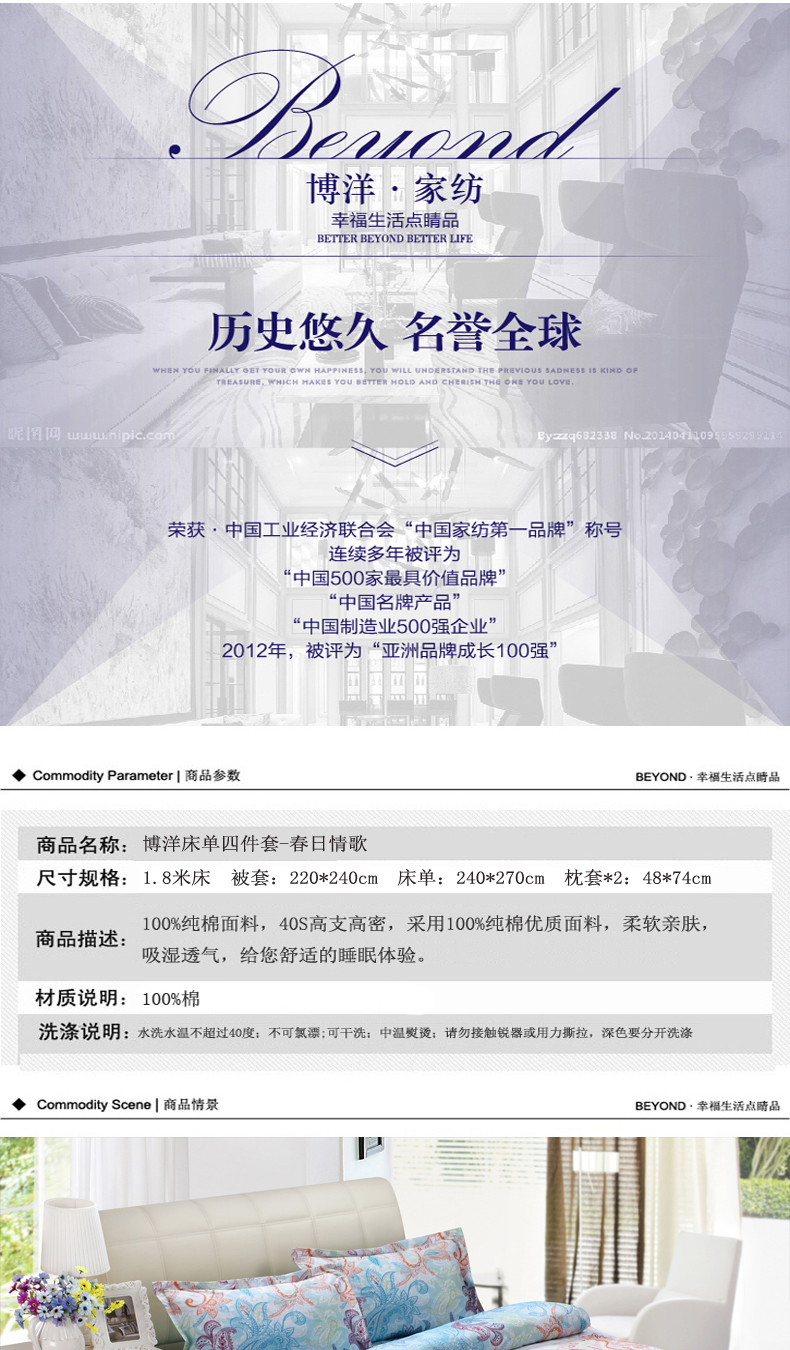 Beyond
博洋·家纺
幸福生活点睛品
BETTER BEYOND BETTER LIFE
历史悠久 名誉全球
WHEN YOU FINALLY GET YOUR OWN HAPPINESS, YOU WILL UNDERSTAND THE PREVIOUS SADNESS IS KIND OF
TREASURE, WHICH MAKES YOU BETTER HOLD AND CHERISH THE ONE YOU LOVE.
昵图网 www.nipic.com
By:zzq682338
荣获·中国工业经济联合会“中国家纺第一品牌”称号
连续多年被评为
“中国500家最具价值品牌”
“中国名牌产品”
“中国制造业500强企业”
2012年，被评为“亚洲品牌成长100强”
Commodity Parameter | 商品参数
BEYOND·幸福生活点睛品
商品名称： 博洋床单四件套-春日情歌
尺寸规格： 1.8米床 被套：220*240cm 床单：240*270cm 枕套*2：48*74cm
商品描述： 100%纯棉面料，40S高支高密，采用100%纯棉优质面料，柔软亲肤，
吸湿透气，给您舒适的睡眠体验。
材质说明： 100%棉
洗涤说明： 水洗水温不超过40度；不可氯漂;可干洗；中温熨烫；请勿接触锐器或用力撕拉，深色要分开洗涤
Commodity Scene | 商品情景
BEYOND·幸福生活点睛品